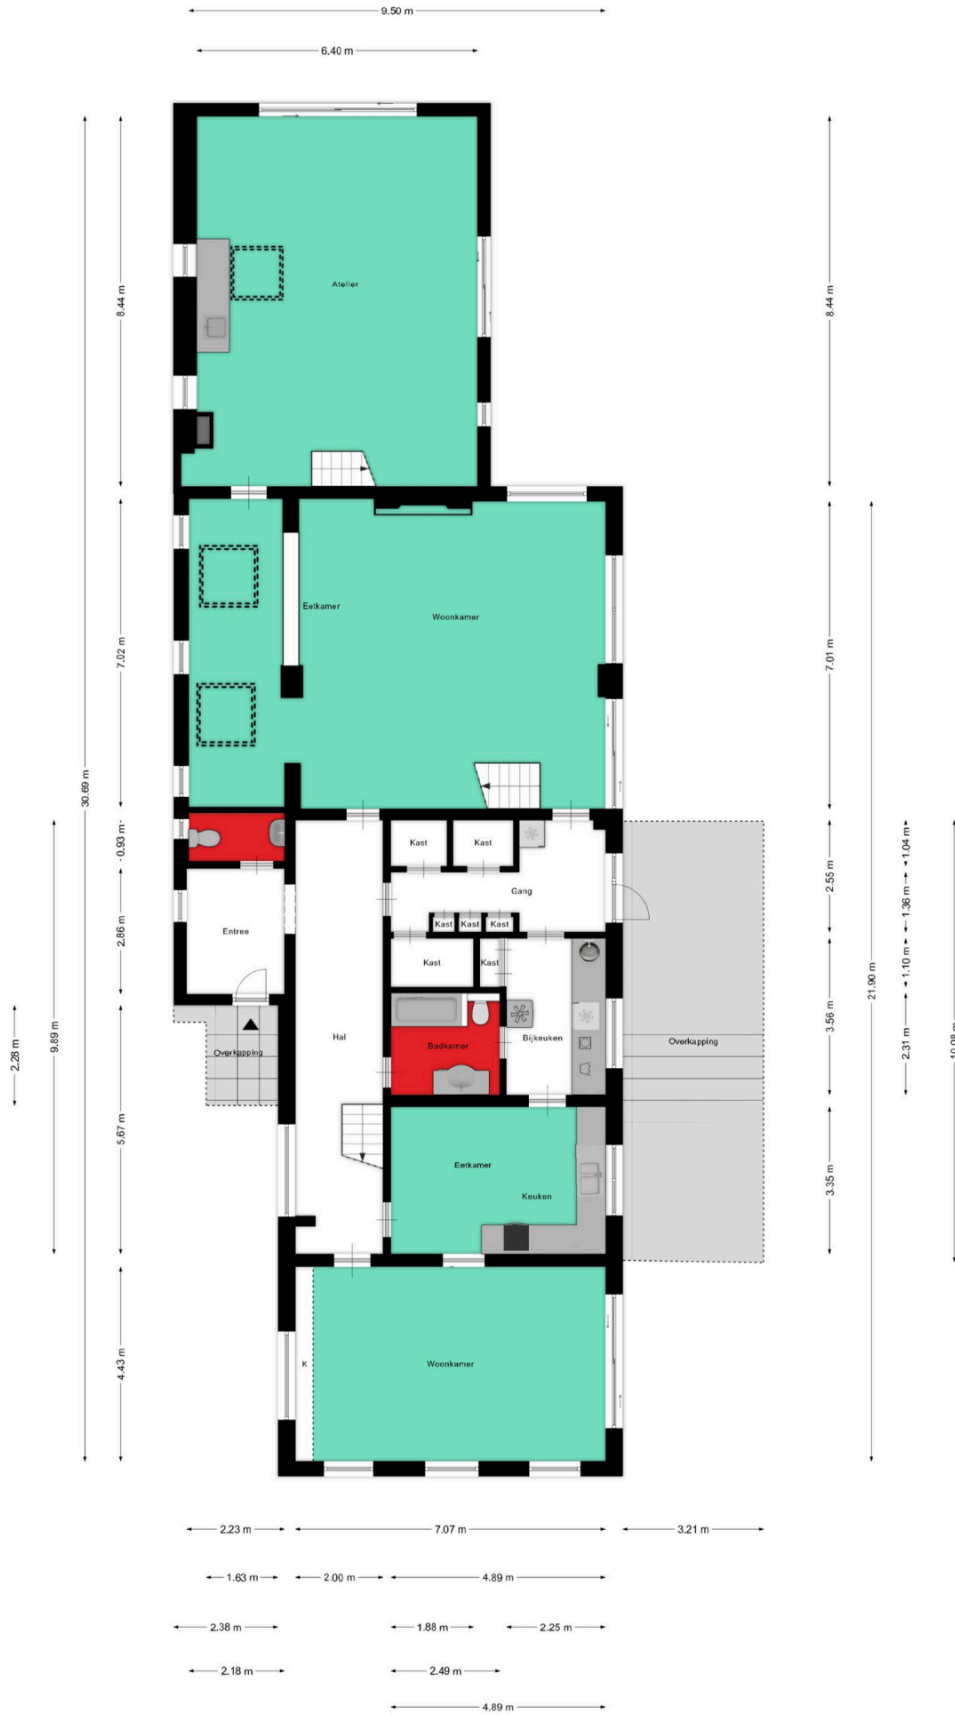 9.50 m
6.40 m
8.44 m
Atelier
8.44 m
7.02 m
Eetkamer
Woonkamer
7.01 m
30.69 m
0.93 m
Kast
Kast
1.04 m
2.55 m
Gang
1.36 m
2.86 m
Entree
Kast
Kast
Kast
Kast
Kast
1.10 m
21.90 m
2.28 m
9.89 m
Overkapping
Hal
Badkamer
Bijkeuken
Overkapping
3.56 m
2.31 m
10.08 m
5.67 m
Eetkamer
Keuken
3.35 m
4.43 m
K
Woonkamer
2.23 m
7.07 m
3.21 m
1.63 m
2.00 m
4.89 m
2.38 m
1.88 m
2.25 m
2.18 m
2.49 m
4.89 m